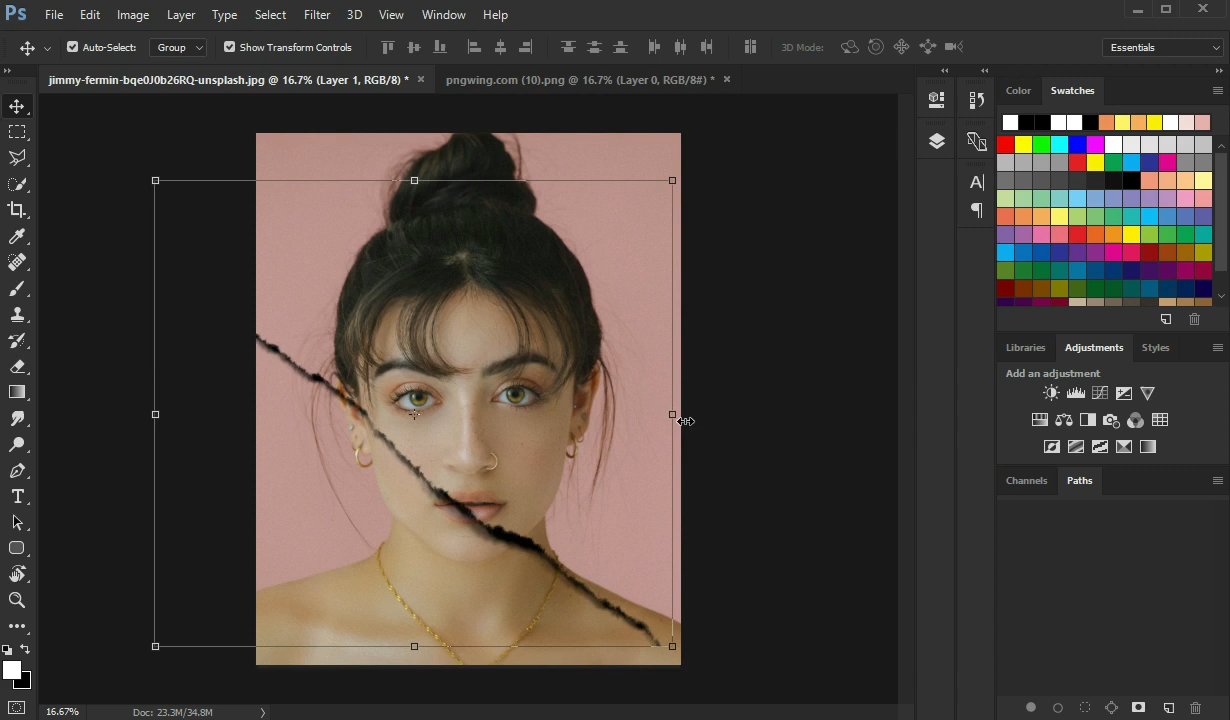 Ps File Edit Image Layer Type Select Filter 3D View Window Help
Auto-Select: Group Show Transform Controls 3D Mode: Essentials
jimmy-fermin-bqe0J0b26RQ-unsplash.jpg @ 16.7% (Layer 1, RGB/8) * × pngwing.com (10).png @ 16.7% (Layer 0, RGB/8#) * ×
Color Swatches
Libraries Adjustments Styles
Add an adjustment
Channels Paths
16.67% Doc: 23.3M/34.8M